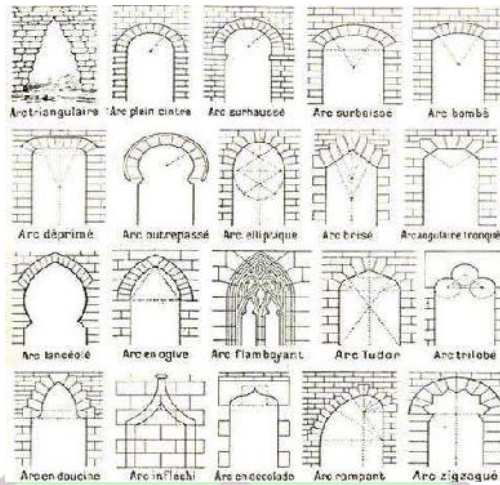 Arc triangulaire Arc plein cintre Arc surhaussé Arc surbaissé Arc bombé
Arc déprimé Arc outrepassé Arc elliptique Arc brisé Arc angulaire tronqué
Arc lancéolé Arc en ogive Arc flamboyant Arc Tudor Arc trilobé
Arc en doucine Arc infléchi Arc en accolade Arc rampant Arc zigzagué